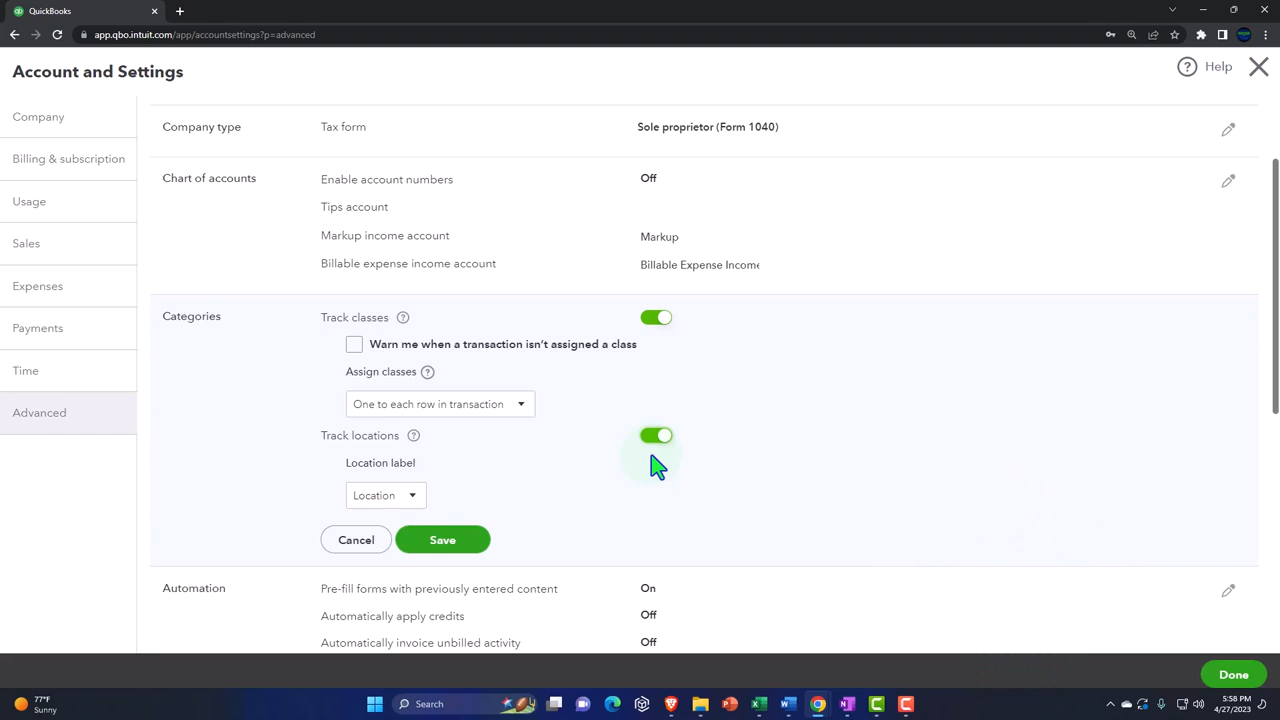 QuickBooks
app.qbo.intuit.com/app/accountsettings?p=advanced
Account and Settings
Help
Company
Billing & subscription
Usage
Sales
Expenses
Payments
Time
Advanced
Company type Tax form Sole proprietor (Form 1040)
Chart of accounts Enable account numbers Off
Tips account
Markup income account Markup
Billable expense income account Billable Expense Income
Categories Track classes ?
Warn me when a transaction isn't assigned a class
Assign classes ?
One to each row in transaction
Track locations ?
Location label
Location
Cancel Save
Automation Pre-fill forms with previously entered content On
Automatically apply credits Off
Automatically invoice unbilled activity Off
Done
77°F
Sunny
Search
5:58 PM
4/27/2023